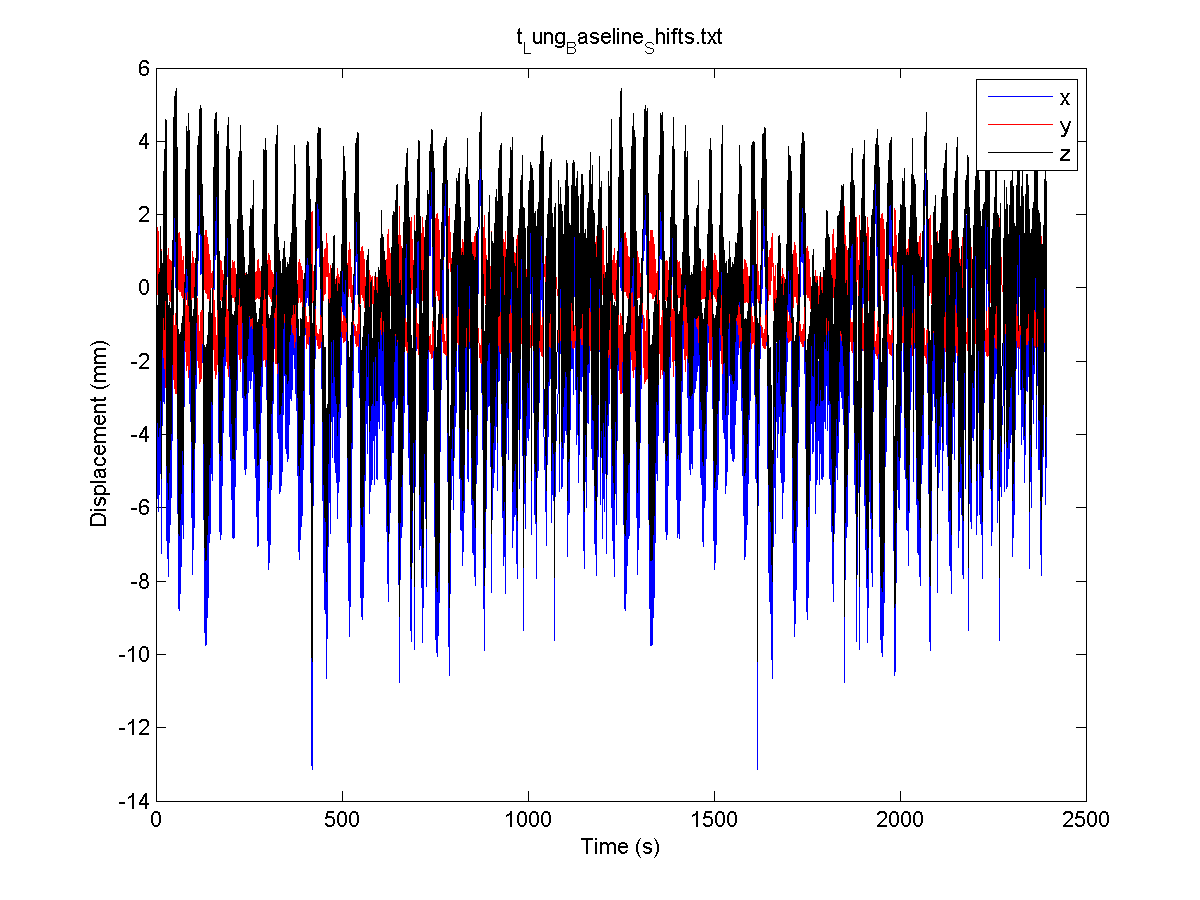 t_Lung_Baseline_Shifts.txt
x
y
z
6
4
2
0
-2
-4
-6
-8
-10
-12
-14
Displacement (mm)
0 500 1000 1500 2000 2500
Time (s)